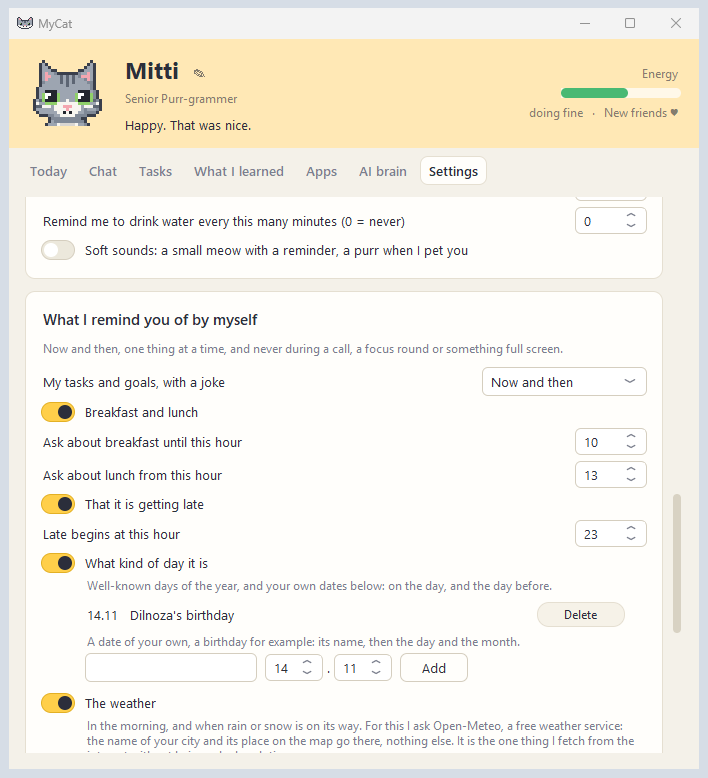 MyCat
Mitti
Senior Purr-grammer
Happy. That was nice.
Energy
doing fine · New friends ♥
Today Chat Tasks What I learned Apps AI brain Settings
Remind me to drink water every this many minutes (0 = never) 0
Soft sounds: a small meow with a reminder, a purr when I pet you
What I remind you of by myself
Now and then, one thing at a time, and never during a call, a focus round or something full screen.
My tasks and goals, with a joke Now and then
Breakfast and lunch
Ask about breakfast until this hour 10
Ask about lunch from this hour 13
That it is getting late
Late begins at this hour 23
What kind of day it is
Well-known days of the year, and your own dates below: on the day, and the day before.
14.11 Dilnoza's birthday Delete
A date of your own, a birthday for example: its name, then the day and the month.
14 . 11 Add
The weather
In the morning, and when rain or snow is on its way. For this I ask Open-Meteo, a free weather service:
the name of your city and its place on the map go there, nothing else. It is the one thing I fetch from the